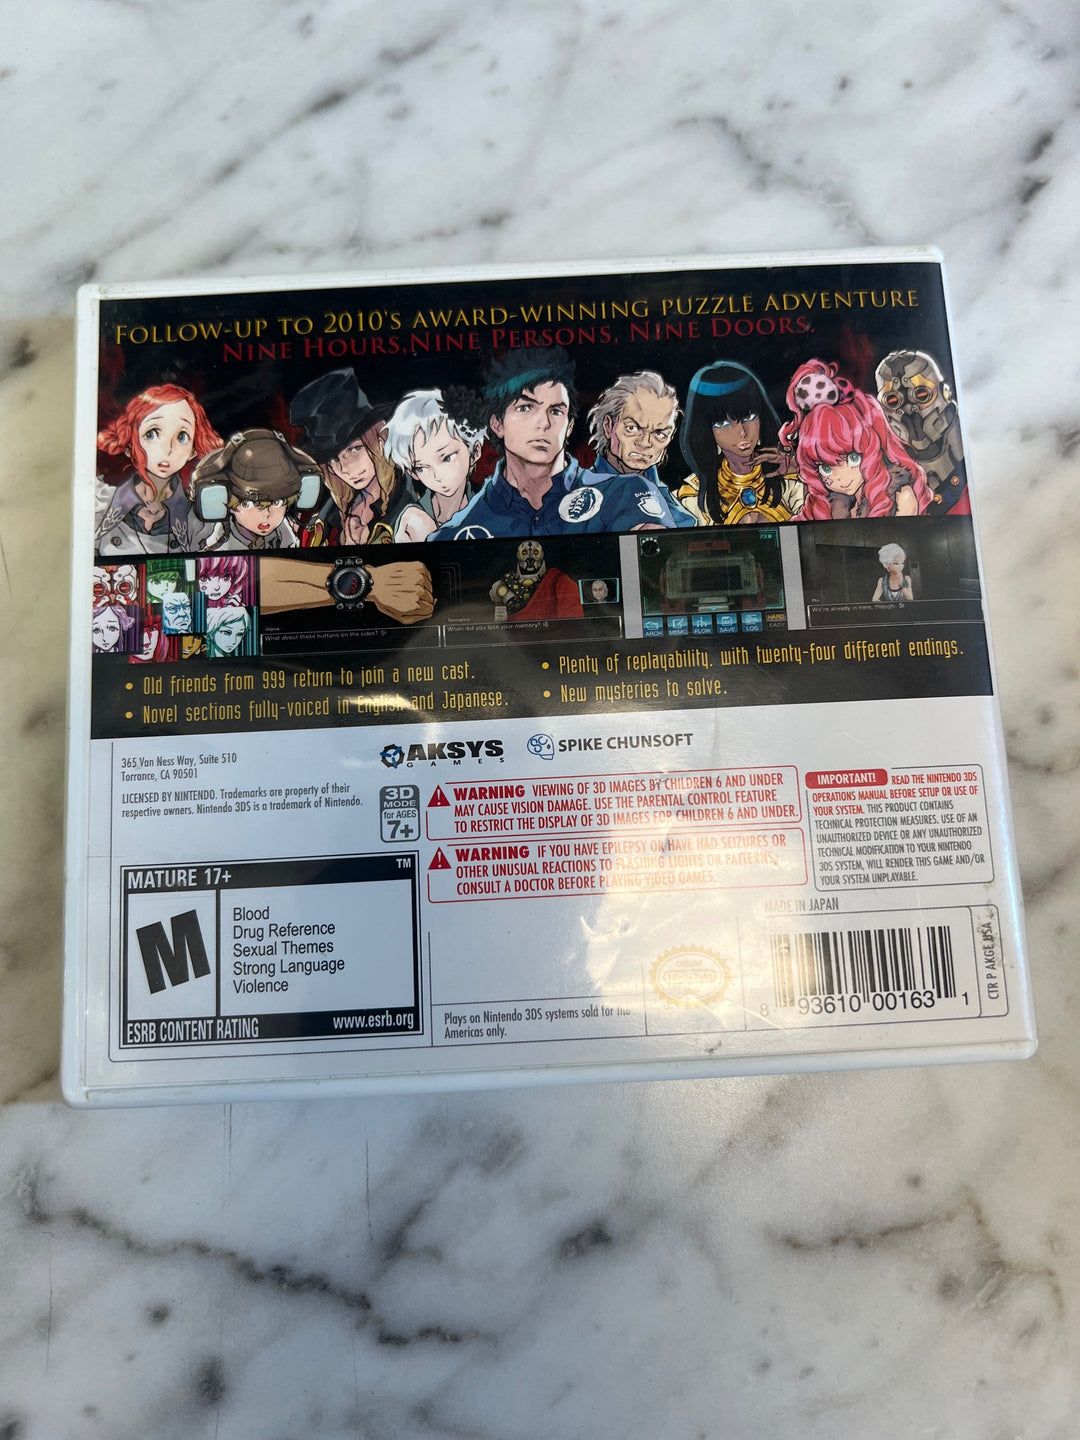 FOLLOW-UP TO 2010'S AWARD-WINNING PUZZLE ADVENTURE
NINE HOURS, NINE PERSONS, NINE DOORS.
What about these buttons on the sides?
When did you lose your memory?
ARCH MEMO FLOW SAVE LOG HARD EASY
We're already in here, though.
• Old friends from 999 return to join a new cast.
• Novel sections fully-voiced in English and Japanese.
• Plenty of replayability, with twenty-four different endings.
• New mysteries to solve.
365 Van Ness Way, Suite 510
Torrance, CA 90501
LICENSED BY NINTENDO. Trademarks are property of their
respective owners. Nintendo 3DS is a trademark of Nintendo.
AKSYS
GAMES
SPIKE CHUNSOFT
3D
MODE
for AGES
7+
WARNING VIEWING OF 3D IMAGES BY CHILDREN 6 AND UNDER
MAY CAUSE VISION DAMAGE. USE THE PARENTAL CONTROL FEATURE
TO RESTRICT THE DISPLAY OF 3D IMAGES FOR CHILDREN 6 AND UNDER.
WARNING IF YOU HAVE EPILEPSY OR HAVE HAD SEIZURES OR
OTHER UNUSUAL REACTIONS TO FLASHING LIGHTS OR PATTERNS,
CONSULT A DOCTOR BEFORE PLAYING VIDEO GAMES.
IMPORTANT! READ THE NINTENDO 3DS
OPERATIONS MANUAL BEFORE SETUP OR USE OF
YOUR SYSTEM. THIS PRODUCT CONTAINS
TECHNICAL PROTECTION MEASURES. USE OF AN
UNAUTHORIZED DEVICE OR ANY UNAUTHORIZED
TECHNICAL MODIFICATION TO YOUR NINTENDO
3DS SYSTEM, WILL RENDER THIS GAME AND/OR
YOUR SYSTEM UNPLAYABLE.
MATURE 17+
TM
M
Blood
Drug Reference
Sexual Themes
Strong Language
Violence
ESRB CONTENT RATING www.esrb.org
Plays on Nintendo 3DS systems sold for the
Americas only.
Official
MADE IN JAPAN
8 93610 00163 1
CTR P AKGE USA